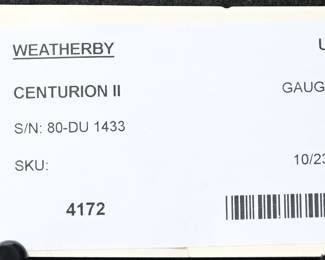 WEATHERBY U
CENTURION II GAUG
S/N: 80-DU 1433
SKU: 10/23
4172